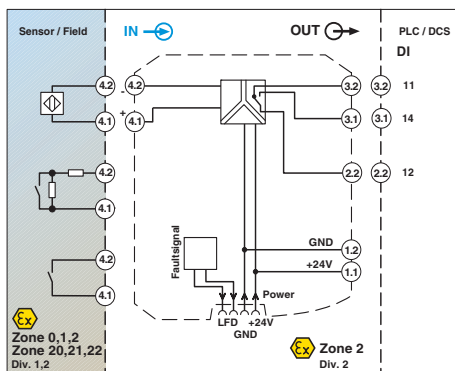 Sensor / Field
IN
OUT
PLC / DCS
DI
4.2
-
4.2
3.2
3.2
11
4.1
+
4.1
3.1
3.1
14
4.2
2.2
2.2
12
4.1
Faultsignal
GND
1.2
4.2
+24V
1.1
4.1
Power
LFD
+24V
GND
Ex
Zone 0,1,2
Zone 20,21,22
Div. 1,2
Ex
Zone 2
Div. 2